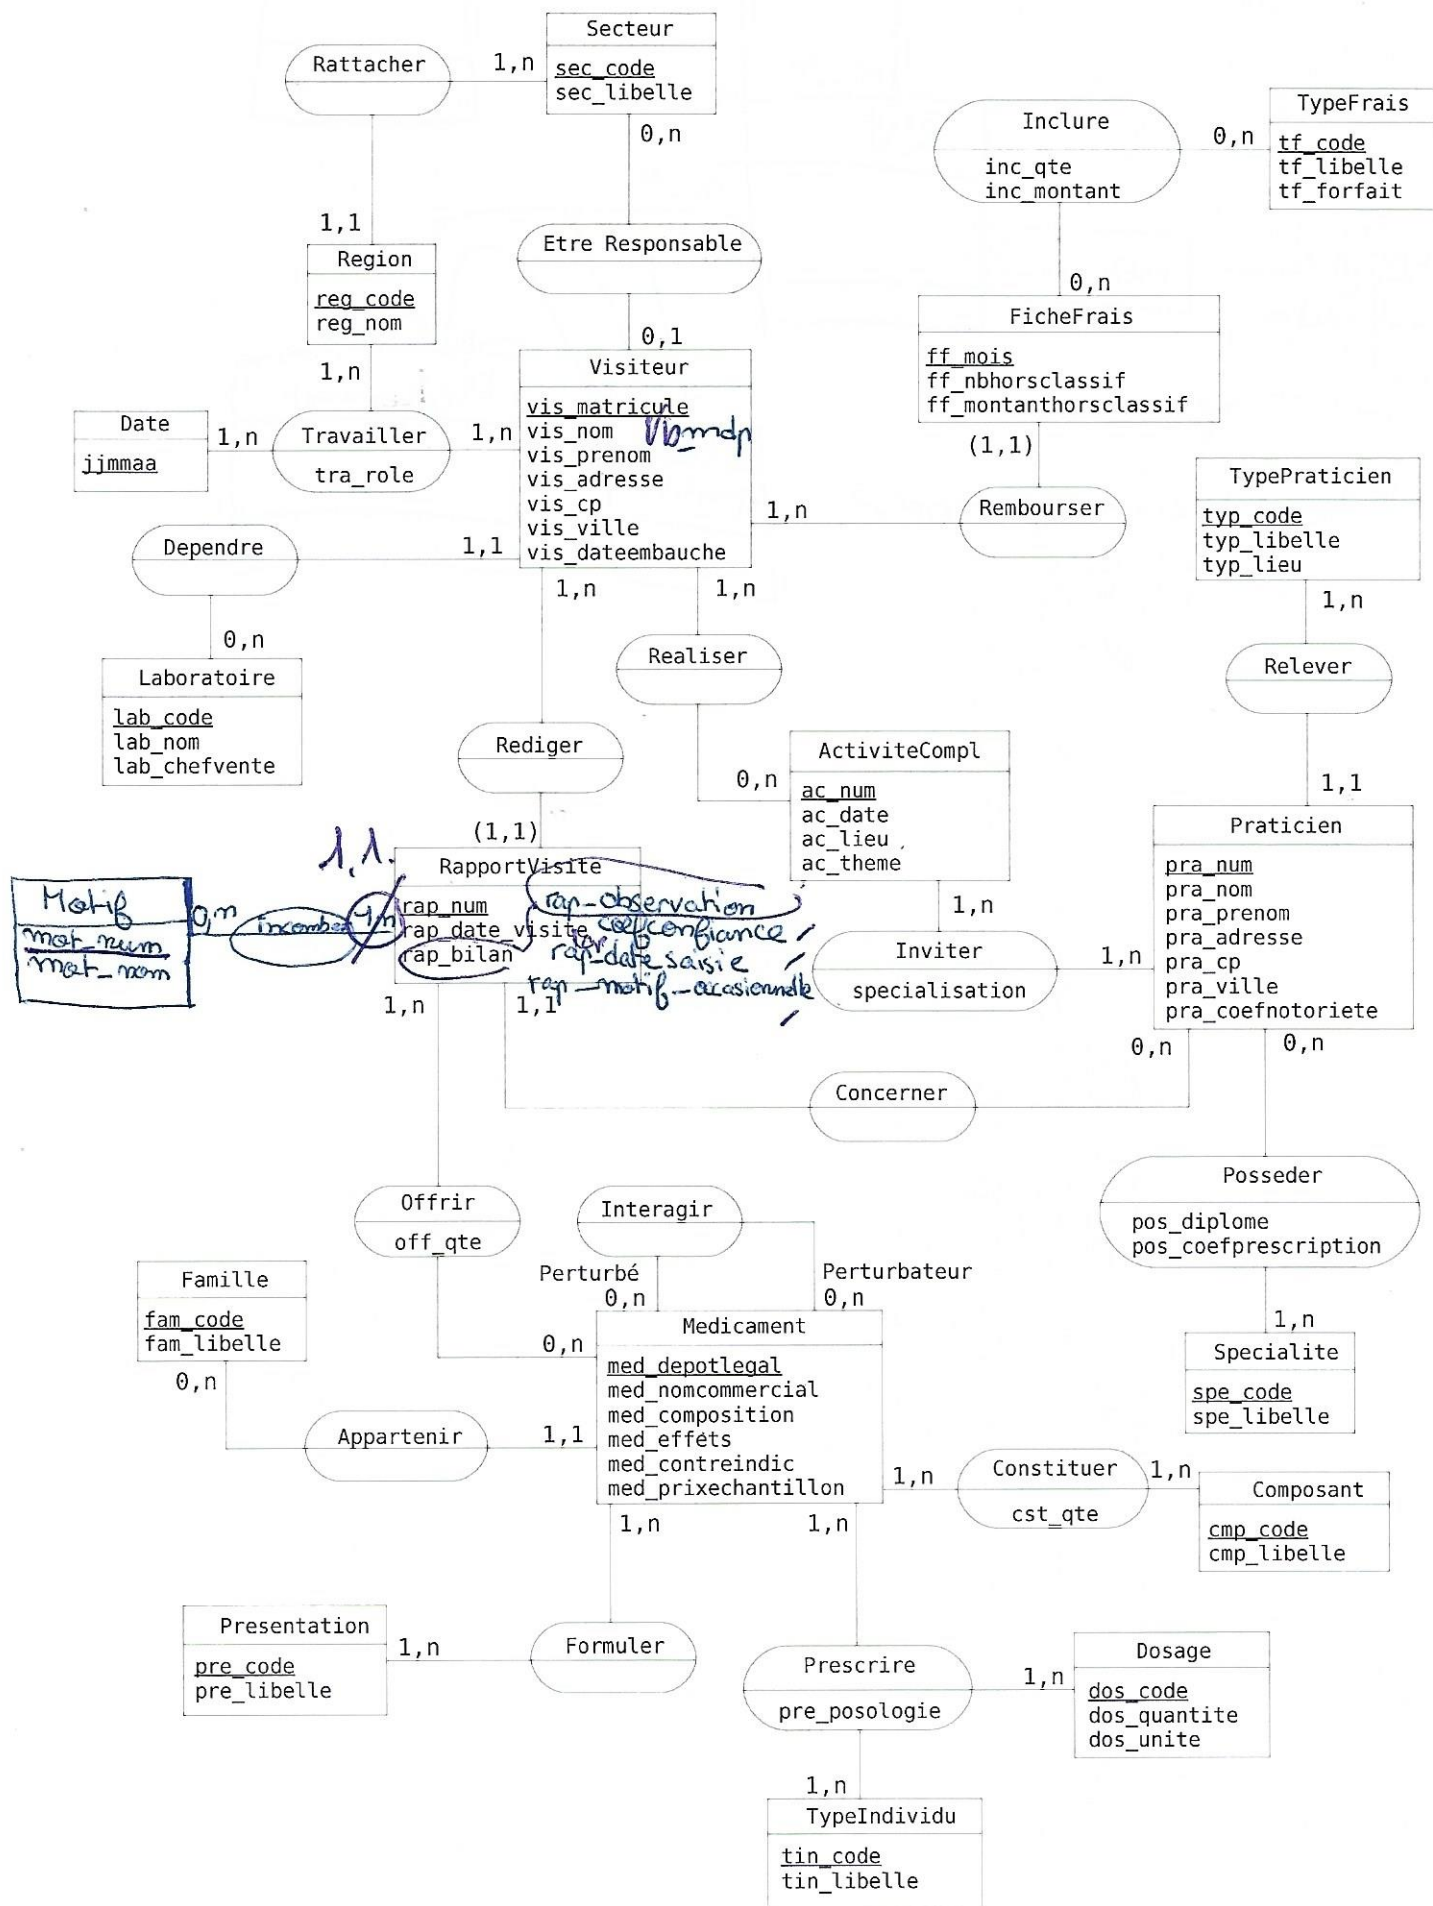 Secteur
sec_code
sec_libelle
Rattacher
1,n
0,n
1,1
Region
reg_code
reg_nom
1,n
Etre Responsable
0,1
Inclure
inc_qte
inc_montant
0,n
TypeFrais
tf_code
tf_libelle
tf_forfait
0,n
FicheFrais
ff_mois
ff_nbhorsclassif
ff_montanthorsclassif
(1,1)
Rembourser
1,n
Date
jjmmaa
1,n
Travailler
tra_role
1,n
Visiteur
vis_matricule
vis_nom
vis_prenom
vis_adresse
vis_cp
vis_ville
vis_dateembauche
Dependre
1,1
0,n
Laboratoire
lab_code
lab_nom
lab_chefvente
1,n
1,n
Realiser
Rediger
0,n
ActiviteCompl
ac_num
ac_date
ac_lieu
ac_theme
1,n
Inviter
specialisation
1,n
TypePraticien
typ_code
typ_libelle
typ_lieu
1,n
Relever
1,1
Praticien
pra_num
pra_nom
pra_prenom
pra_adresse
pra_cp
pra_ville
pra_coefnotoriete
(1,1)
1,1.
RapportVisite
rap_num
rap_date_visite
rap_bilan
rap_observation
coefconfiance
rap_date saisie
rap_motif_occasionnelle
Motif
mot_num
mot_nom
0,n
1,n
1,n
1,1
0,n
0,n
Concerner
Posseder
pos_diplome
pos_coefprescription
1,n
Specialite
spe_code
spe_libelle
Offrir
off_qte
0,n
Interagir
Perturbé
0,n
Perturbateur
0,n
Famille
fam_code
fam_libelle
0,n
Appartenir
1,1
Medicament
med_depotlegal
med_nomcommercial
med_composition
med_effets
med_contreindic
med_prixechantillon
1,n
Constituer
cst_qte
1,n
Composant
cmp_code
cmp_libelle
1,n
1,n
Presentation
pre_code
pre_libelle
1,n
Formuler
Prescrire
pre_posologie
1,n
Dosage
dos_code
dos_quantite
dos_unite
1,n
TypeIndividu
tin_code
tin_libelle